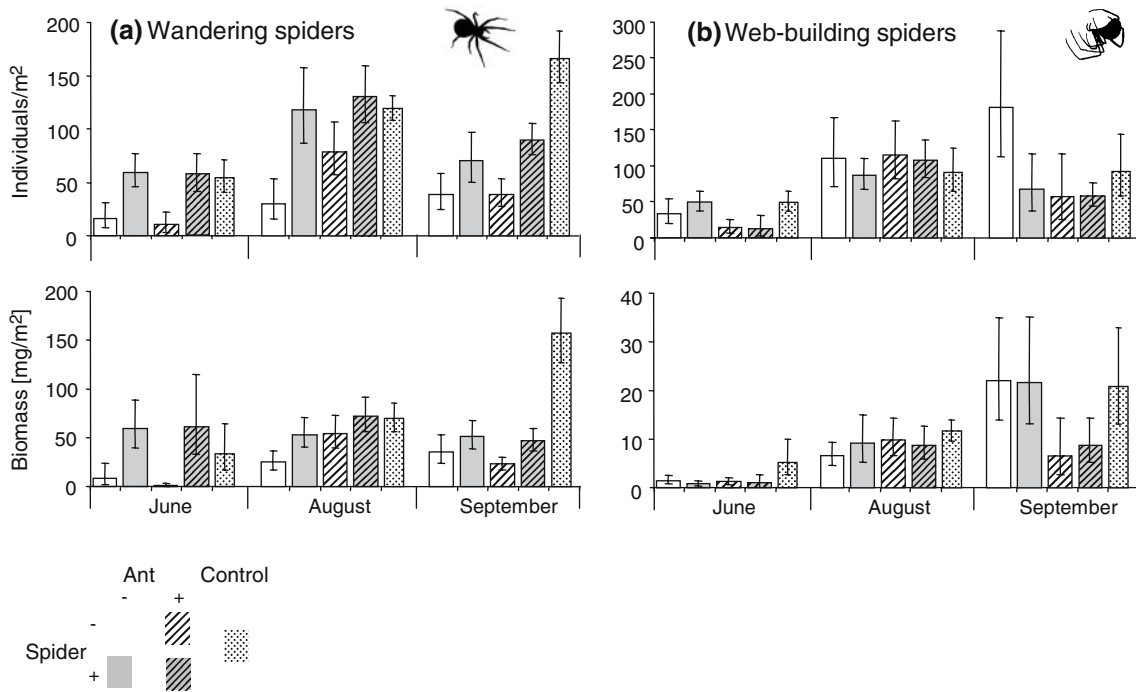 (a) Wandering spiders
(b) Web-building spiders
Individuals/m²
200
150
100
50
0
300
250
200
150
100
50
0
Biomass [mg/m²]
200
150
100
50
0
June
August
September
40
30
20
10
0
June
August
September
Ant
Control
- +
-
Spider
+